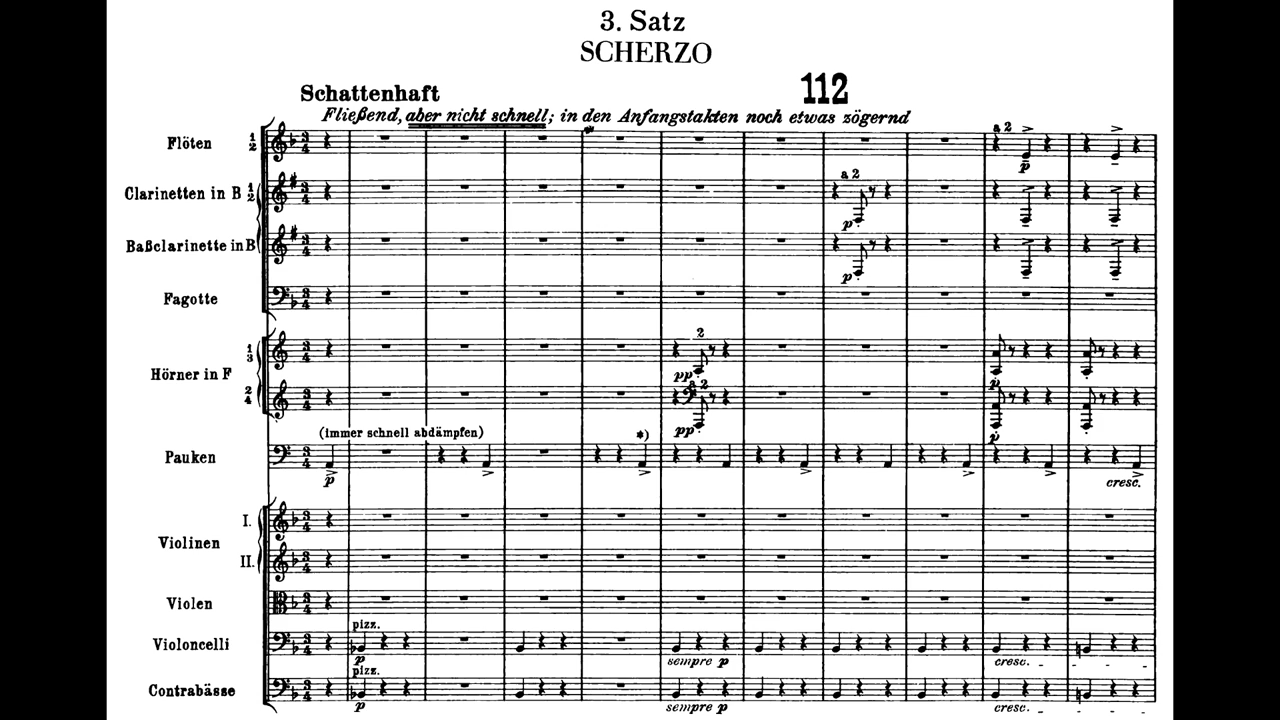 3. Satz
SCHERZO
Schattenhaft
112
Fließend, aber nicht schnell; in den Anfangstakten noch etwas zögernd
Flöten 1 2
a 2
p
Clarinetten in B 1 2
a 2
p
Baßclarinette in B
p
Fagotte
Hörner in F 1 3
2
pp
p
2 4
a 2
pp
p
(immer schnell abdämpfen)
*)
Pauken
p
cresc.
Violinen I.
II.
Violen
pizz.
Violoncelli
p
sempre p
cresc.
pizz.
Contrabässe
p
sempre p
cresc.